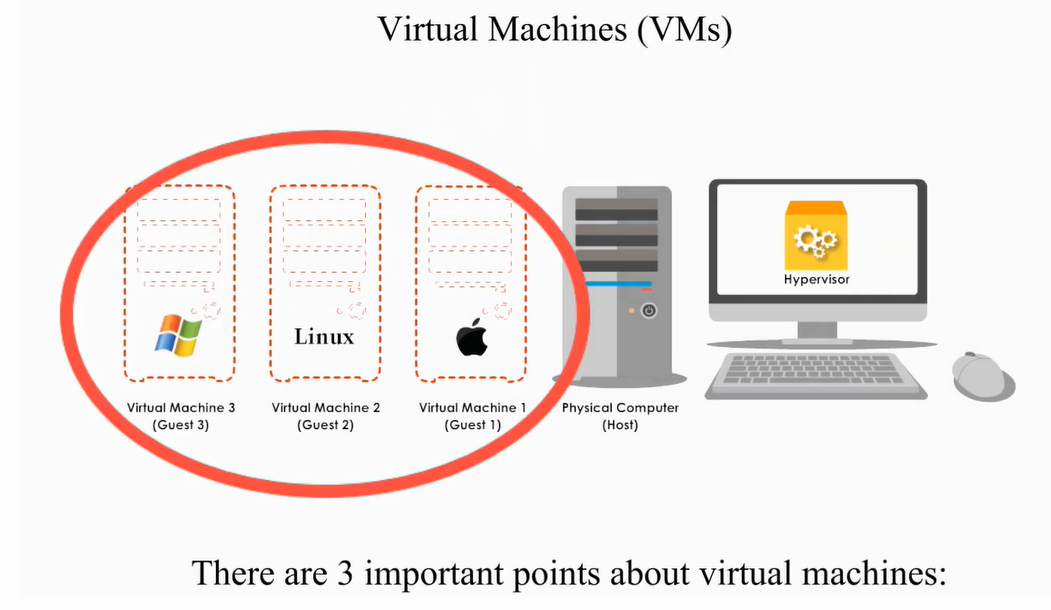 Virtual Machines (VMs)
Hypervisor
Linux
Virtual Machine 3
(Guest 3)
Virtual Machine 2
(Guest 2)
Virtual Machine 1
(Guest 1)
Physical Computer
(Host)
There are 3 important points about virtual machines: